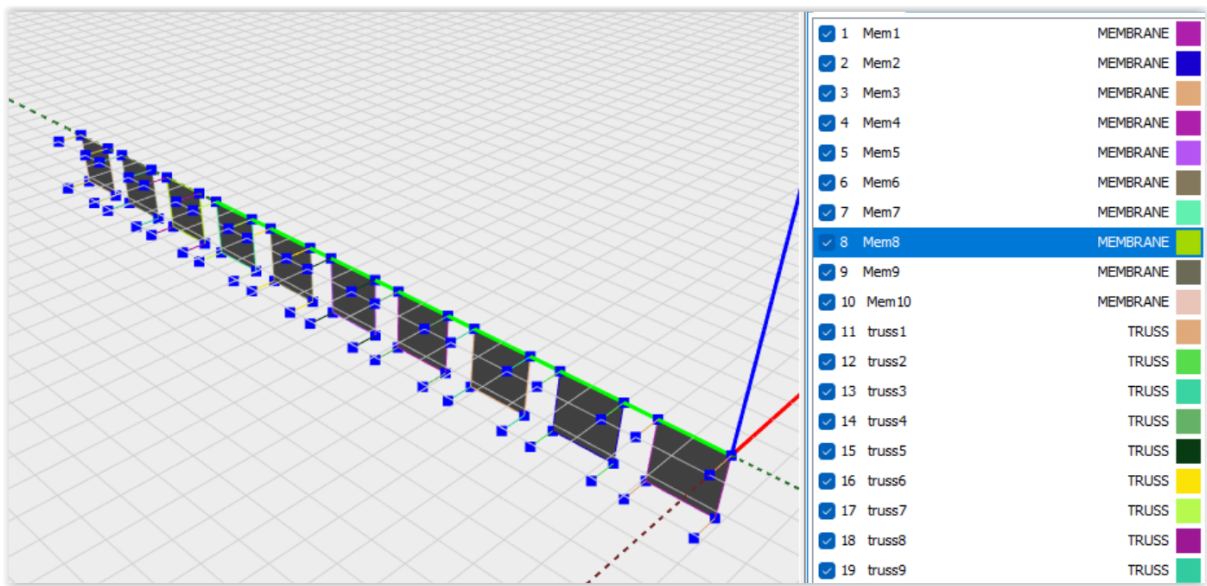 1 Mem1 MEMBRANE
2 Mem2 MEMBRANE
3 Mem3 MEMBRANE
4 Mem4 MEMBRANE
5 Mem5 MEMBRANE
6 Mem6 MEMBRANE
7 Mem7 MEMBRANE
8 Mem8 MEMBRANE
9 Mem9 MEMBRANE
10 Mem10 MEMBRANE
11 truss1 TRUSS
12 truss2 TRUSS
13 truss3 TRUSS
14 truss4 TRUSS
15 truss5 TRUSS
16 truss6 TRUSS
17 truss7 TRUSS
18 truss8 TRUSS
19 truss9 TRUSS